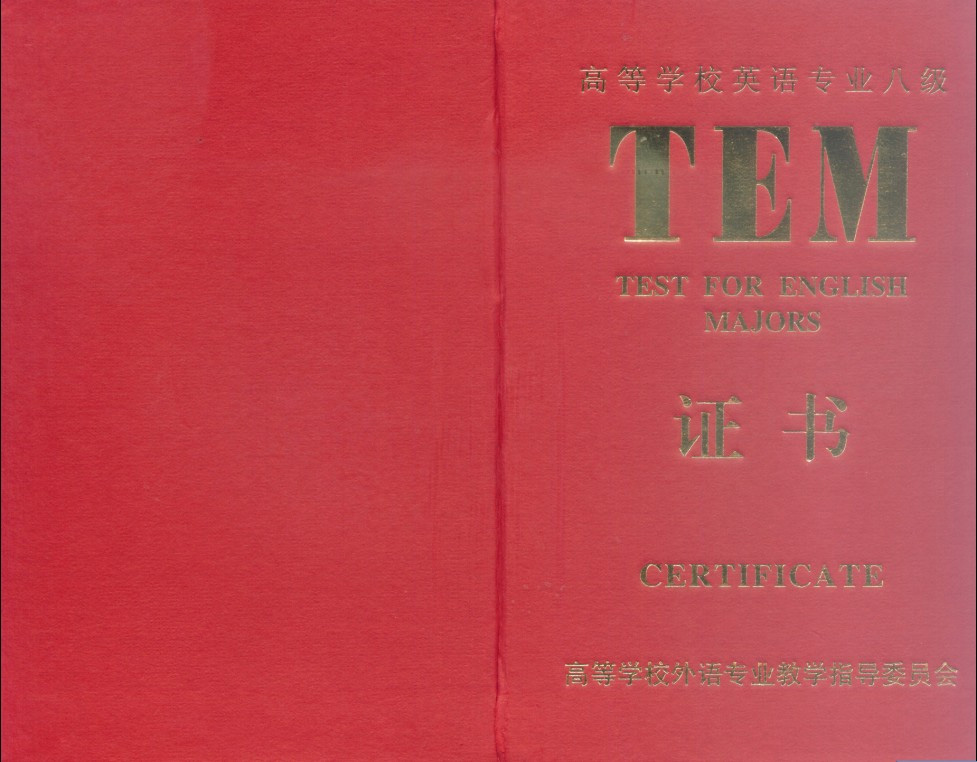 高等学校英语专业八级
TEM
TEST FOR ENGLISH
MAJORS
证书
CERTIFICATE
高等学校外语专业教学指导委员会